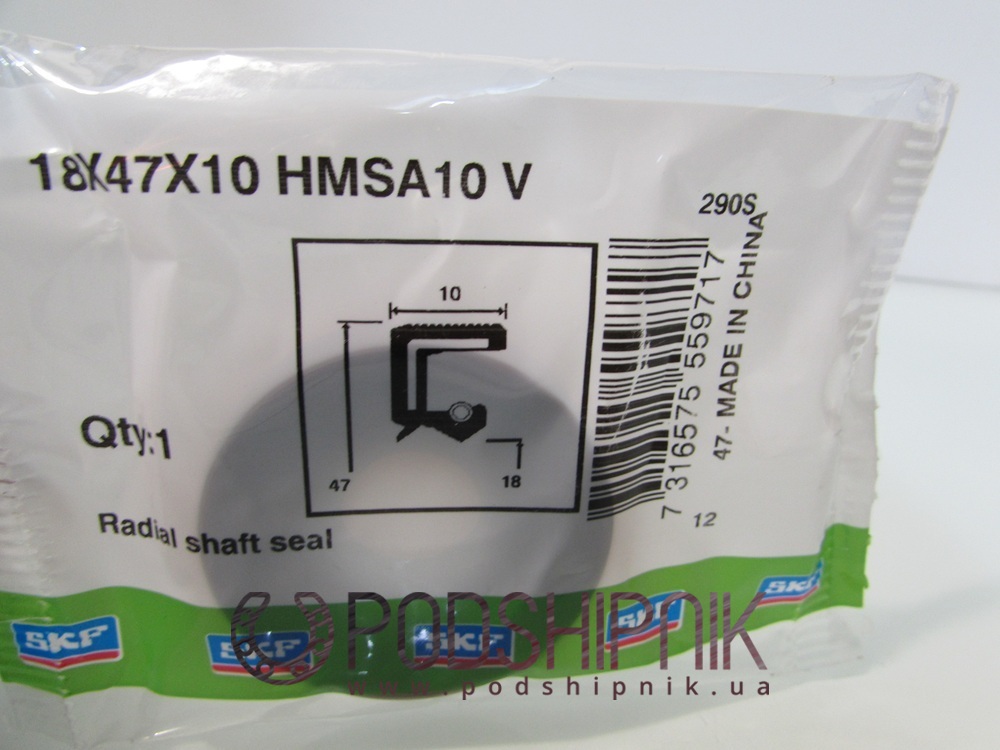 18X47X10 HMSA10 V
290S
10
47
18
7 316575 559717
47- MADE IN CHINA
12
Qty:1
Radial shaft seal
SKF
SKF
SKF
SKF
SKF
PODSHIPNIK
www.podshipnik.ua